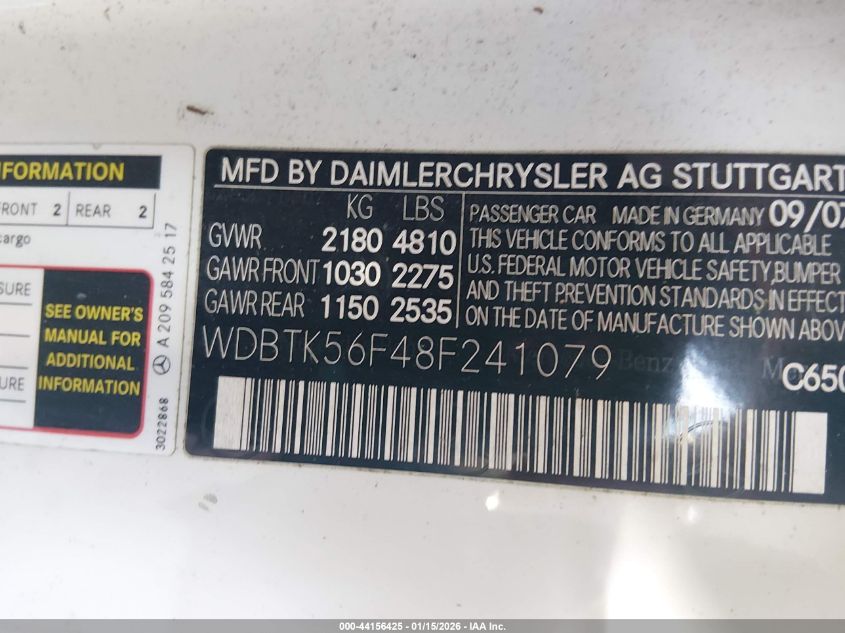 NFORMATION
FRONT 2 REAR 2
cargo
SURE
SEE OWNER'S
MANUAL FOR
ADDITIONAL
INFORMATION
URE
A 209 584 25 17
3022868
MFD BY DAIMLERCHRYSLER AG STUTTGART
KG LBS
GVWR 2180 4810
GAWR FRONT 1030 2275
GAWR REAR 1150 2535
PASSENGER CAR MADE IN GERMANY 09/07
THIS VEHICLE CONFORMS TO ALL APPLICABLE
U.S. FEDERAL MOTOR VEHICLE SAFETY, BUMPER
AND THEFT PREVENTION STANDARDS IN EFFECT
ON THE DATE OF MANUFACTURE SHOWN ABOV
WDBTK56F48F241079
C650
000-44156425 - 01/15/2026 - IAA Inc.